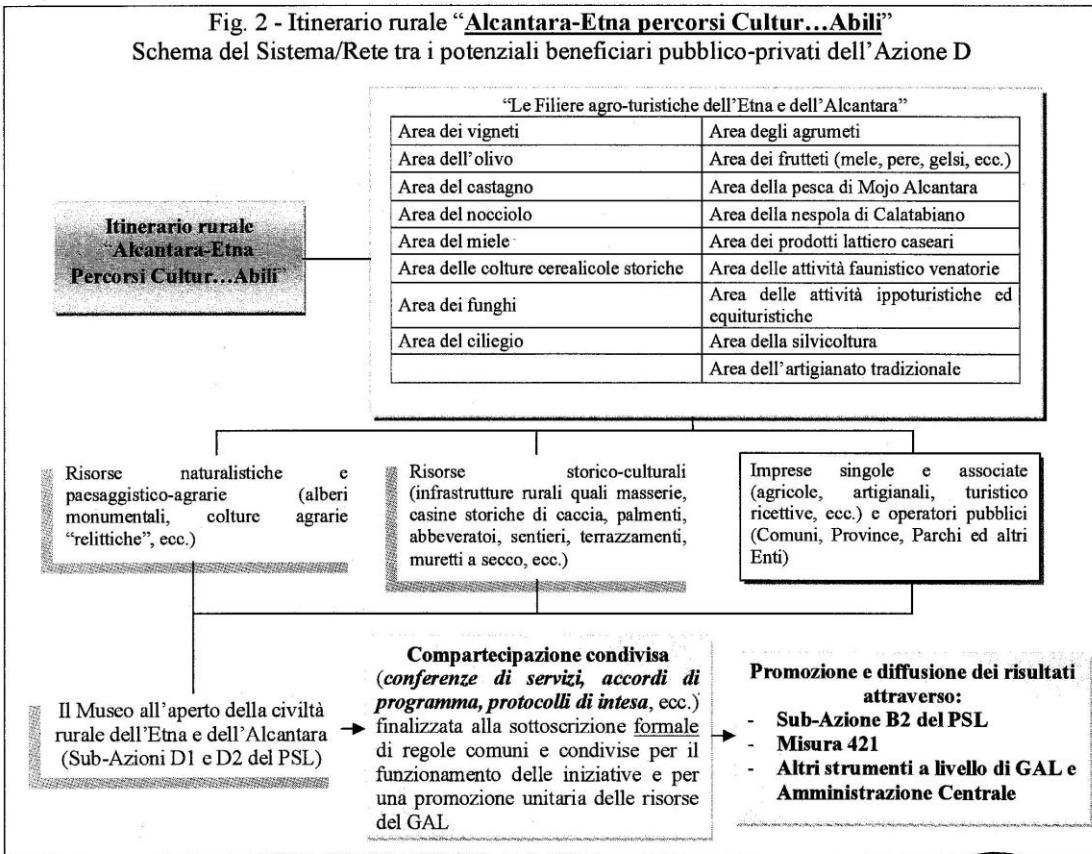 Fig. 2 - Itinerario rurale “Alcantara-Etna percorsi Cultur…Abili”
Schema del Sistema/Rete tra i potenziali beneficiari pubblico-privati dell’Azione D
“Le Filiere agro-turistiche dell’Etna e dell’Alcantara”
Area dei vigneti
Area degli agrumeti
Area dell’olivo
Area dei frutteti (mele, pere, gelsi, ecc.)
Area del castagno
Area della pesca di Mojo Alcantara
Area del nocciolo
Area della nespola di Calatabiano
Area del miele
Area dei prodotti lattiero caseari
Area delle colture cerealicole storiche
Area delle attività faunistico venatorie
Area dei funghi
Area delle attività ippoturistiche ed
equituristiche
Area del ciliegio
Area della silvicoltura
Area dell’artigianato tradizionale
Itinerario rurale
“Alcantara-Etna
Percorsi Cultur…Abili”
Risorse naturalistiche e
paesaggistico-agrarie (alberi
monumentali, colture agrarie
“relittiche”, ecc.)
Risorse storico-culturali
(infrastrutture rurali quali masserie,
casine storiche di caccia, palmenti,
abbeveratoi, sentieri, terrazzamenti,
muretti a secco, ecc.)
Imprese singole e associate
(agricole, artigianali, turistico
ricettive, ecc.) e operatori pubblici
(Comuni, Province, Parchi ed altri
Enti)
Il Museo all’aperto della civiltà
rurale dell’Etna e dell’Alcantara
(Sub-Azioni D1 e D2 del PSL)
Compartecipazione condivisa
(conferenze di servizi, accordi di
programma, protocolli di intesa, ecc.)
finalizzata alla sottoscrizione formale
di regole comuni e condivise per il
funzionamento delle iniziative e per
una promozione unitaria delle risorse
del GAL
Promozione e diffusione dei risultati
attraverso:
- Sub-Azione B2 del PSL
- Misura 421
- Altri strumenti a livello di GAL e
Amministrazione Centrale